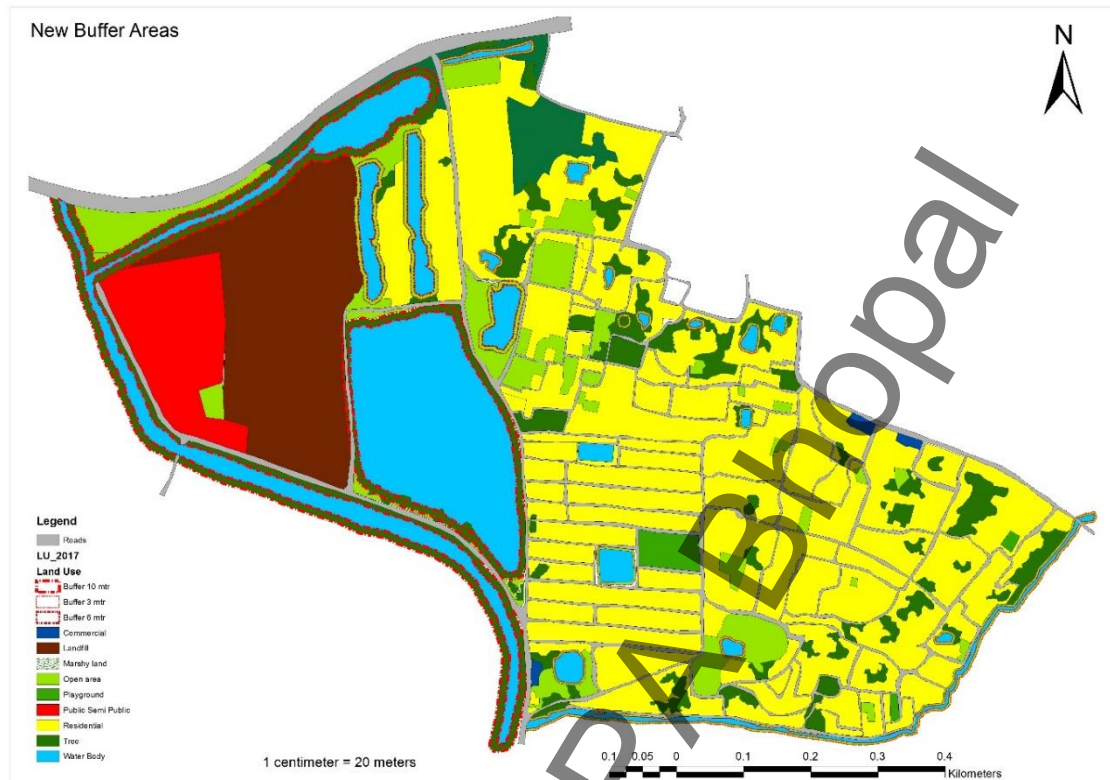 New Buffer Areas
N
SPA Bhopal
Legend
Roads
LU_2017
Land Use
Buffer 10 mtr
Buffer 3 mtr
Buffer 6 mtr
Commercial
Landfill
Marshy land
Open area
Playground
Public Semi Public
Residential
Tree
Water Body
1 centimeter = 20 meters
0.1 0.05 0 0.1 0.2 0.3 0.4
Kilometers